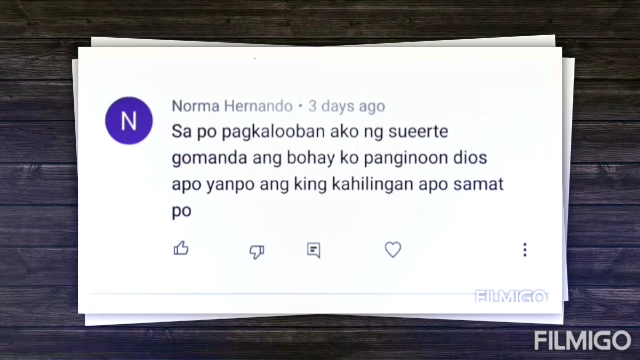 N
Norma Hernando • 3 days ago
Sa po pagkalooban ako ng sueerte
gomanda ang bohay ko panginoon dios
apo yanpo ang king kahilingan apo samat
po
FILMIGO
FILMIGO